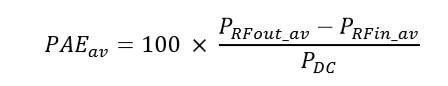 PAE_av = 100 × (P_RFout_av − P_RFin_av) / P_DC